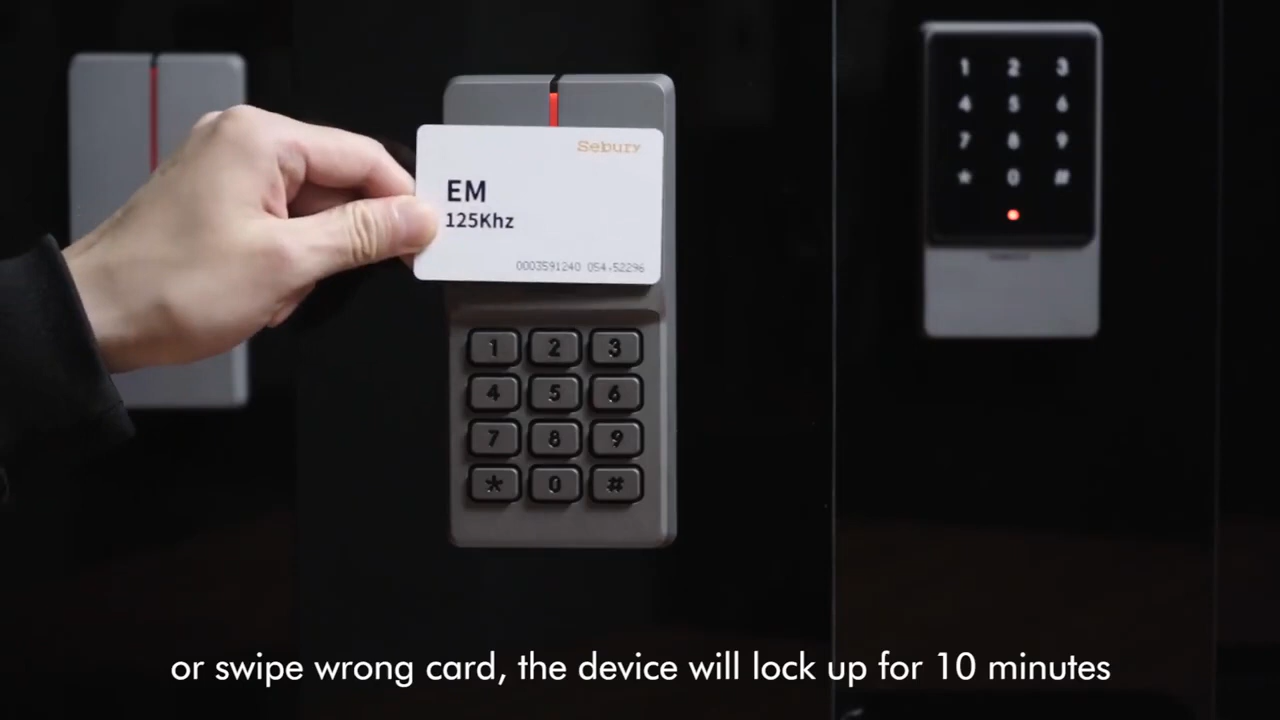 Sebury
EM
125Khz
0003591240 054,52296
1 2 3
4 5 6
7 8 9
* 0 #
1 2 3
4 5 6
7 8 9
* 0 #
or swipe wrong card, the device will lock up for 10 minutes